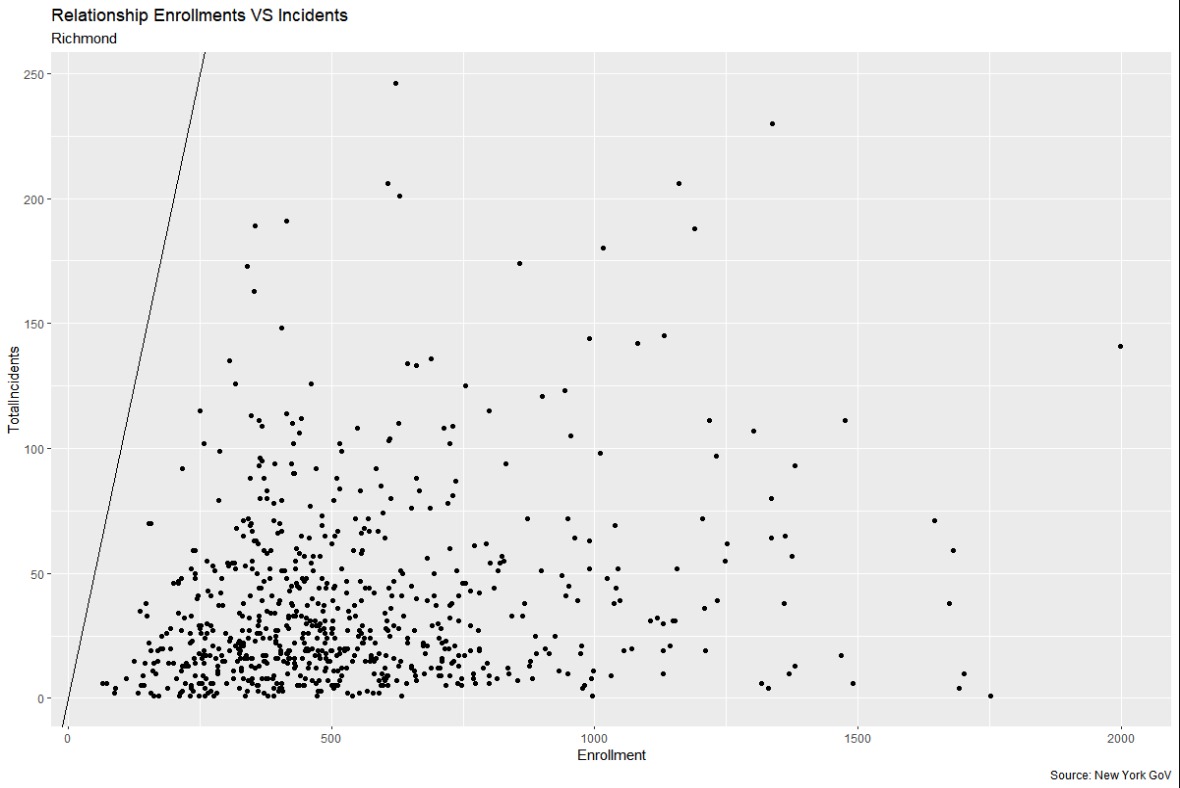 Relationship Enrollments VS Incidents
Richmond
250
200
150
100
50
0
TotalIncidents
0 500 1000 1500 2000
Enrollment
Source: New York GoV